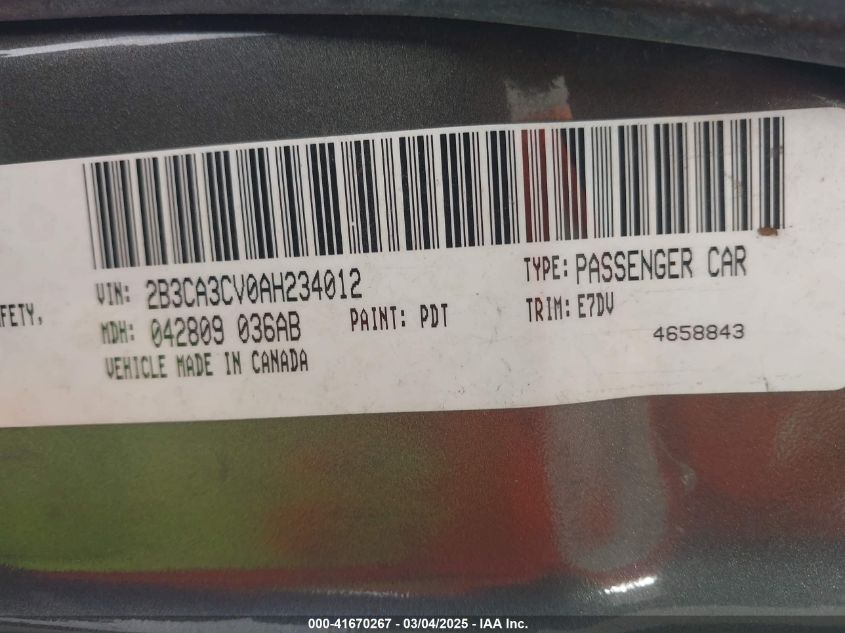 VIN: 2B3CA3CV0AH234012
TYPE: PASSENGER CAR
FETY,
MDH: 042809 036AB
PAINT: PDT
TRIM: E7DV
VEHICLE MADE IN CANADA
4658843
000-41670267 - 03/04/2025 - IAA Inc.